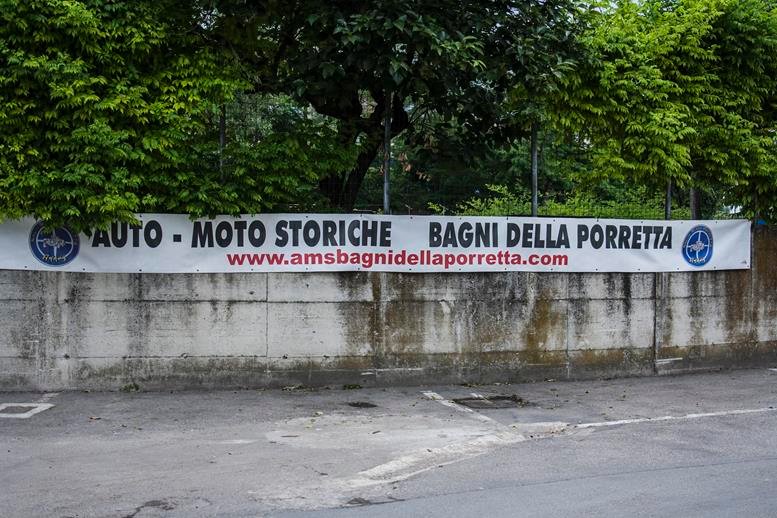 AUTO - MOTO STORICHE BAGNI DELLA PORRETTA
www.amsbagnidellaporretta.com